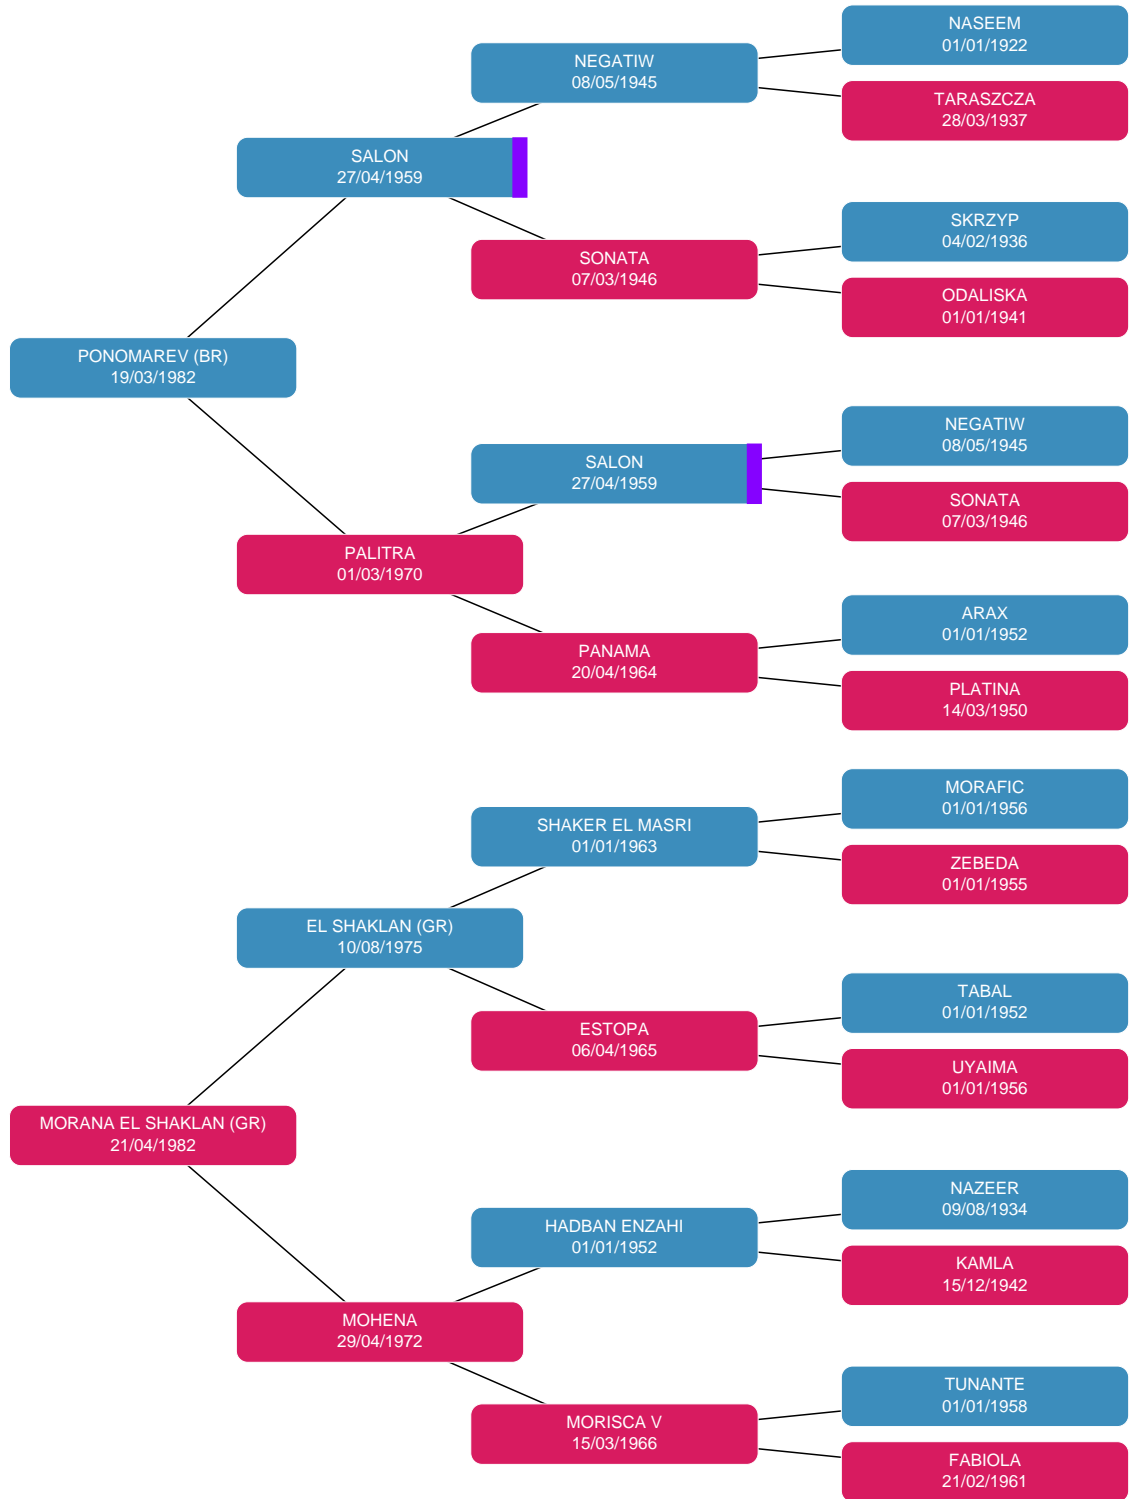 NASEEM
01/01/1922
NEGATIW
08/05/1945
TARASZCZA
28/03/1937
SALON
27/04/1959
SKRZYP
04/02/1936
SONATA
07/03/1946
ODALISKA
01/01/1941
PONOMAREV (BR)
19/03/1982
NEGATIW
08/05/1945
SALON
27/04/1959
SONATA
07/03/1946
PALITRA
01/03/1970
ARAX
01/01/1952
PANAMA
20/04/1964
PLATINA
14/03/1950
MORAFIC
01/01/1956
SHAKER EL MASRI
01/01/1963
ZEBEDA
01/01/1955
EL SHAKLAN (GR)
10/08/1975
TABAL
01/01/1952
ESTOPA
06/04/1965
UYAIMA
01/01/1956
MORANA EL SHAKLAN (GR)
21/04/1982
NAZEER
09/08/1934
HADBAN ENZAHI
01/01/1952
KAMLA
15/12/1942
MOHENA
29/04/1972
TUNANTE
01/01/1958
MORISCA V
15/03/1966
FABIOLA
21/02/1961